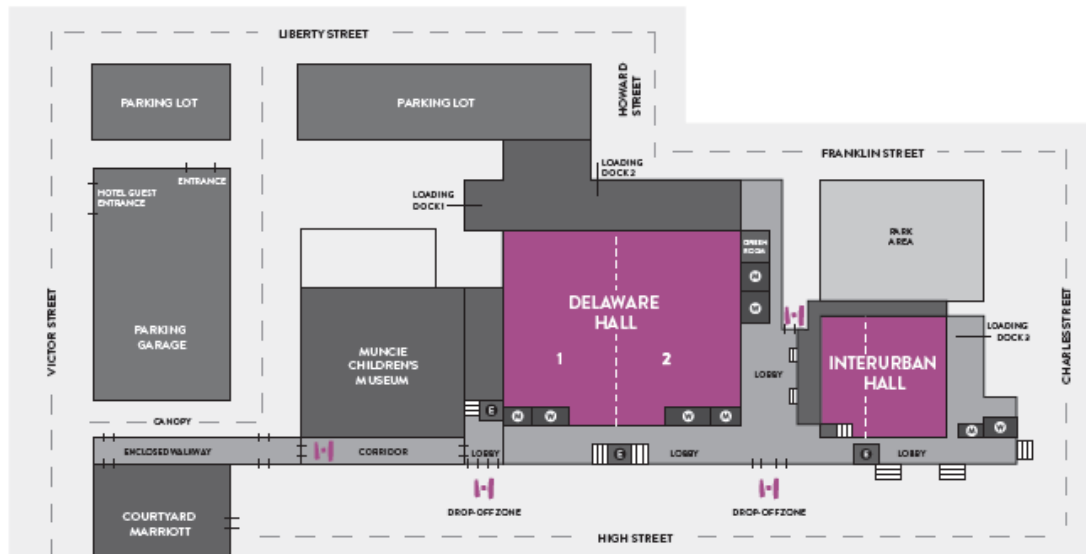 LIBERTY STREET
HOWARD
STREET
PARKING LOT
PARKING LOT
FRANKLIN STREET
LOADING
DOCK 2
ENTRANCE
HOTEL GUEST
ENTRANCE
LOADING
DOCK 1
PARK
AREA
GREEN
ROOM
M
W
DELAWARE
HALL
1
2
VICTOR STREET
PARKING
GARAGE
MUNCIE
CHILDREN'S
MUSEUM
LOBBY
INTERURBAN
HALL
LOADING
DOCK 3
CHARLES STREET
E
M
W
W
M
M
W
CANOPY
ENCLOSED WALKWAY
CORRIDOR
LOBBY
E
LOBBY
E
LOBBY
COURTYARD
MARRIOTT
DROP-OFF ZONE
DROP-OFF ZONE
HIGH STREET